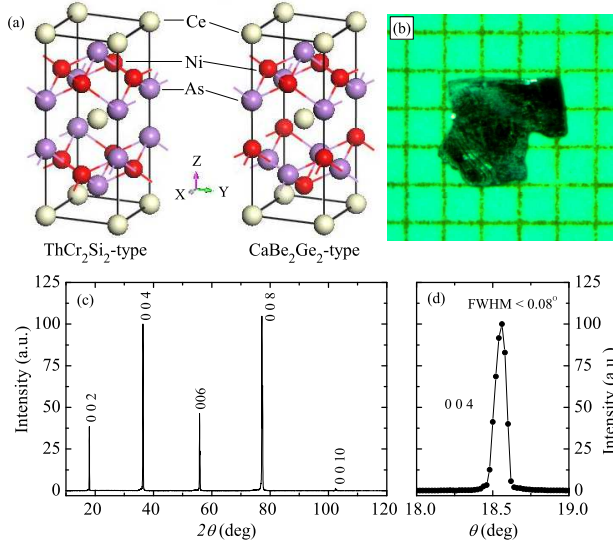 (a)
Ce
(b)
Ni
As
Z
X
Y
ThCr2Si2-type
CaBe2Ge2-type
(c)
0 0 2
0 0 4
006
0 0 8
0 0 10
Intensity (a.u.)
125
100
75
50
25
0
20
40
60
80
100
120
2θ (deg)
(d)
FWHM < 0.08°
0 0 4
125
100
75
50
25
0
Intensity (a.u.)
18.0
18.5
19.0
θ (deg)